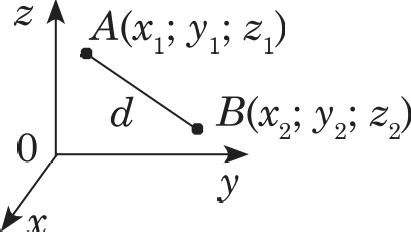 z
A(x₁; y₁; z₁)
d
B(x₂; y₂; z₂)
0
y
x